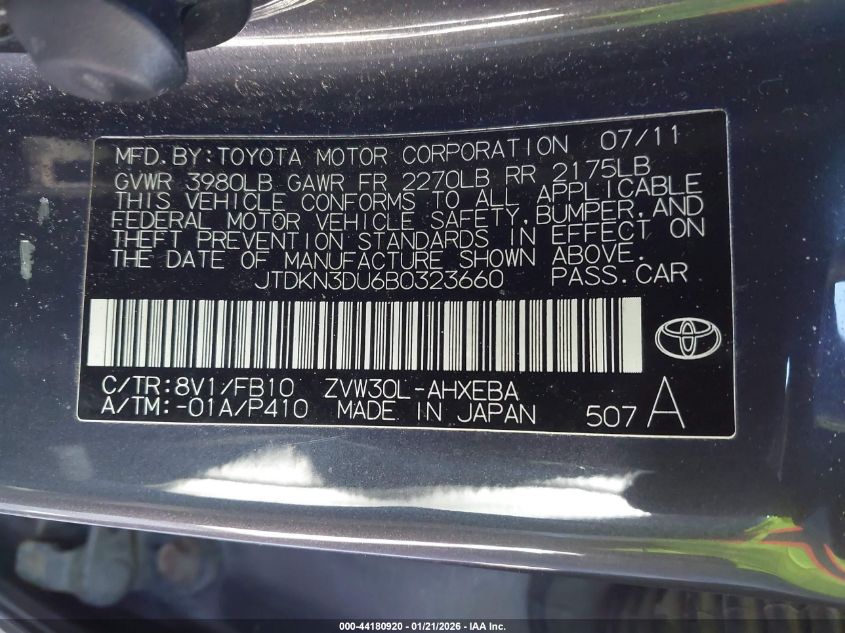 MFD.BY:TOYOTA MOTOR CORPORATION 07/11
GVWR 3980LB GAWR FR 2270LB RR 2175LB
THIS VEHICLE CONFORMS TO ALL APPLICABLE
FEDERAL MOTOR VEHICLE SAFETY,BUMPER,AND
THEFT PREVENTION STANDARDS IN EFFECT ON
THE DATE OF MANUFACTURE SHOWN ABOVE.
JTDKN3DU6B0323660 PASS.CAR
C/TR:8V1/FB10 ZVW30L-AHXEBA
A/TM:-01A/P410 MADE IN JAPAN 507 A
000-44180920 - 01/21/2026 - IAA Inc.